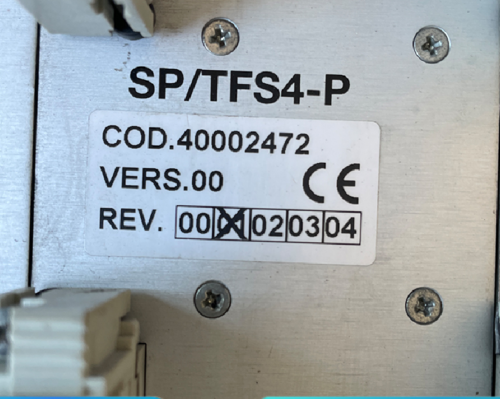 SP/TFS4-P
COD.40002472
VERS.00 CE
REV. 00 01 02 03 04